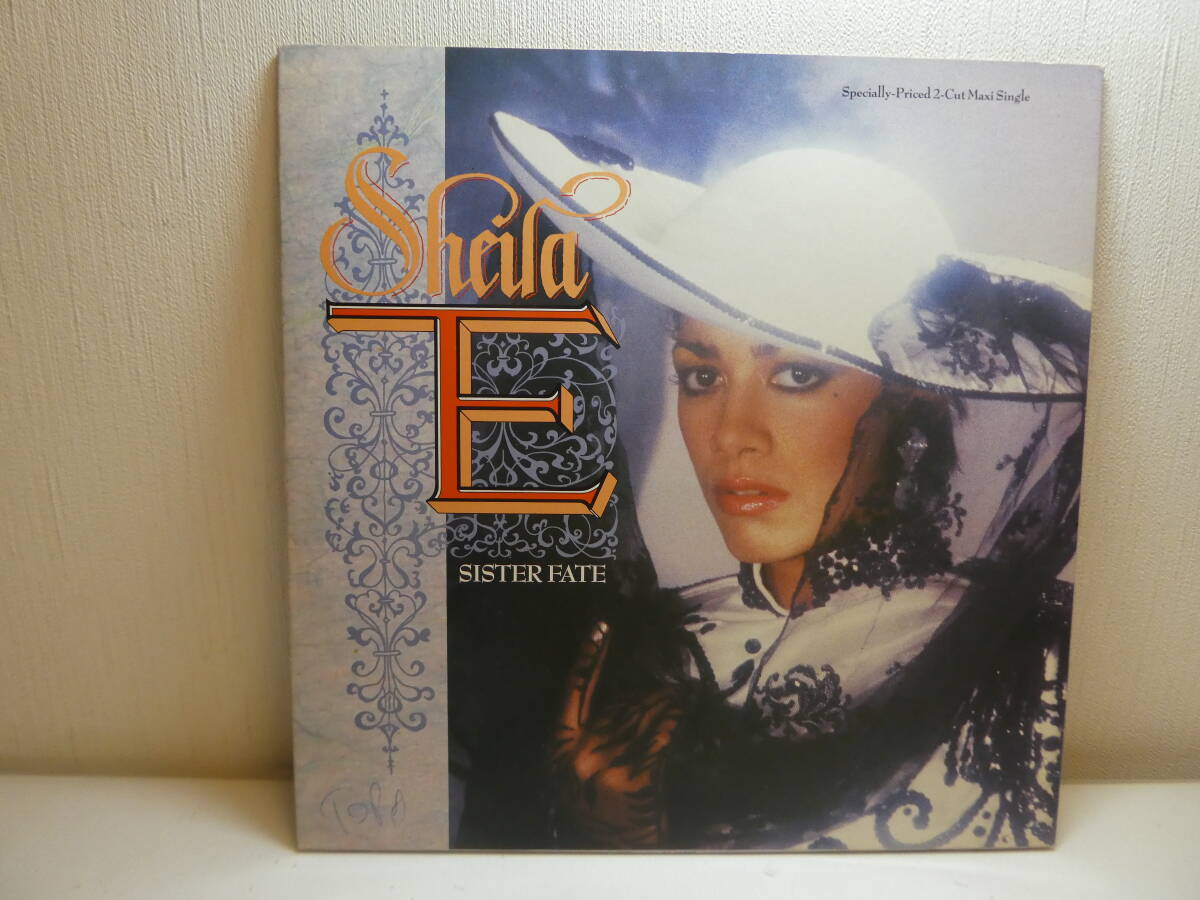 Specially-Priced 2-Cut Maxi Single
Sheila
E
SISTER FATE